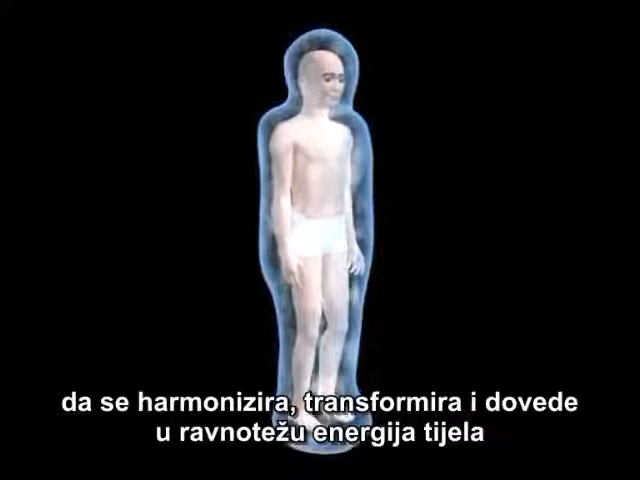 da se harmonizira, transformira i dovede
u ravnotežu energija tijela